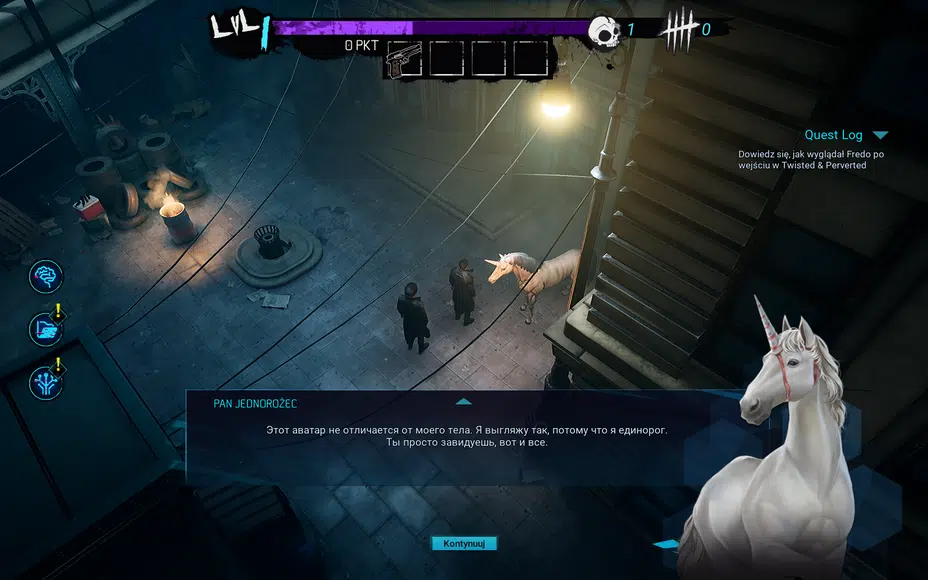 LVL 1
1
0
0 PKT
Quest Log
Dowiedz się, jak wyglądał Fredo po
wejściu w Twisted & Perverted
!
!
PAN JEDNOROŻEC
Этот аватар не отличается от моего тела. Я выгляжу так, потому что я единорог.
Ты просто завидуешь, вот и все.
Kontynuuj